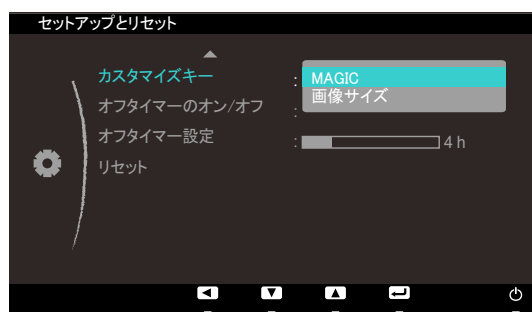 セットアップとリセット
カスタマイズキー : MAGIC
画像サイズ
オフタイマーのオン/オフ :
オフタイマー設定 : 4 h
リセット